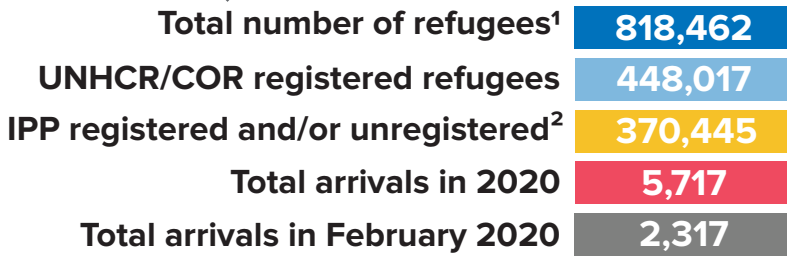 Total number of refugees¹ 818,462
UNHCR/COR registered refugees 448,017
IPP registered and/or unregistered² 370,445
Total arrivals in 2020 5,717
Total arrivals in February 2020 2,317